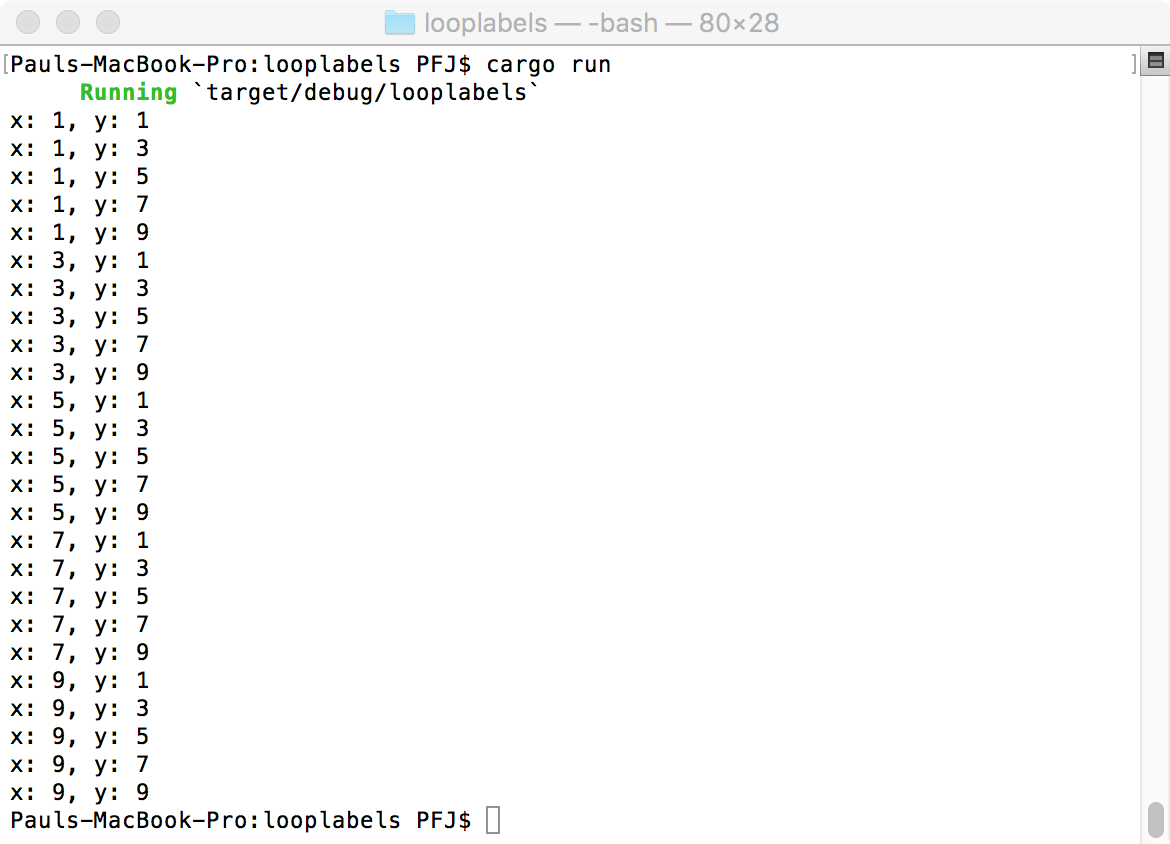 looplabels — -bash — 80×28
[Pauls-MacBook-Pro:looplabels PFJ$ cargo run ]
     Running `target/debug/looplabels`
x: 1, y: 1
x: 1, y: 3
x: 1, y: 5
x: 1, y: 7
x: 1, y: 9
x: 3, y: 1
x: 3, y: 3
x: 3, y: 5
x: 3, y: 7
x: 3, y: 9
x: 5, y: 1
x: 5, y: 3
x: 5, y: 5
x: 5, y: 7
x: 5, y: 9
x: 7, y: 1
x: 7, y: 3
x: 7, y: 5
x: 7, y: 7
x: 7, y: 9
x: 9, y: 1
x: 9, y: 3
x: 9, y: 5
x: 9, y: 7
x: 9, y: 9
Pauls-MacBook-Pro:looplabels PFJ$